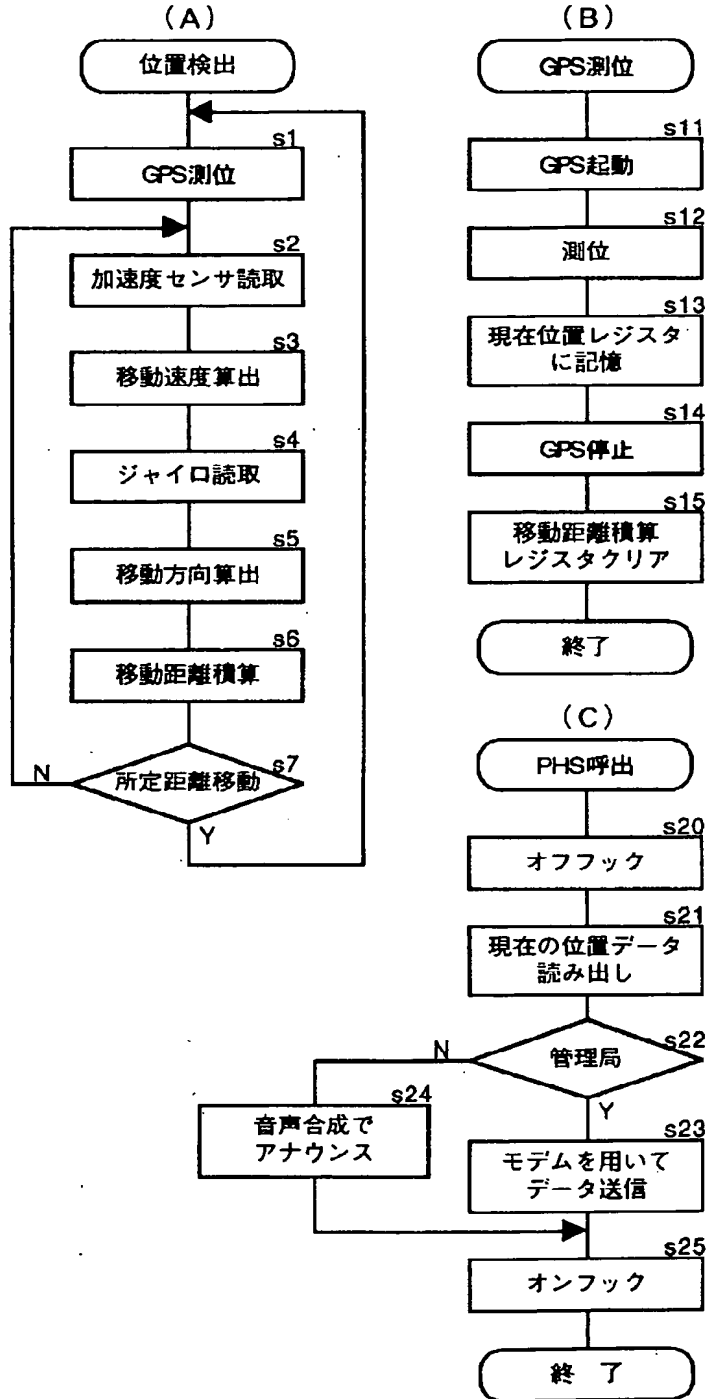 (A)
位置検出
s1
GPS測位
s2
加速度センサ読取
s3
移動速度算出
s4
ジャイロ読取
s5
移動方向算出
s6
移動距離積算
s7
所定距離移動
N
Y
(B)
GPS測位
s11
GPS起動
s12
測位
s13
現在位置レジスタ
に記憶
s14
GPS停止
s15
移動距離積算
レジスタクリア
終了
(C)
PHS呼出
s20
オフフック
s21
現在の位置データ
読み出し
s22
管理局
N
Y
s24
音声合成で
アナウンス
s23
モデムを用いて
データ送信
s25
オンフック
終 了